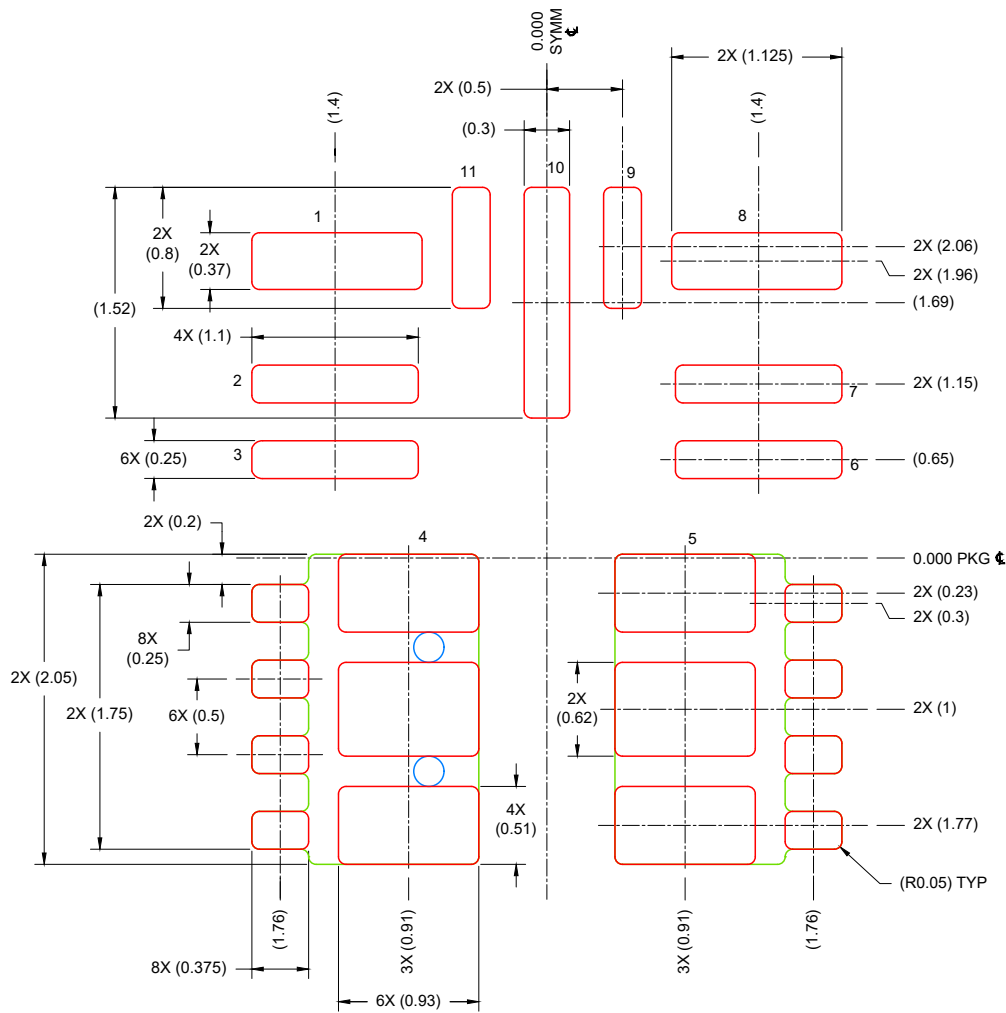 0.000
SYMM
℄
2X (1.125)
2X (0.5)
(1.4)
(1.4)
(0.3)
11
10
9
1
8
2X
(0.8)
2X
(0.37)
2X (2.06)
2X (1.96)
(1.52)
(1.69)
4X (1.1)
2
7
2X (1.15)
3
6X (0.25)
6
(0.65)
2X (0.2)
4
5
0.000 PKG ℄
2X (0.23)
2X (0.3)
8X
(0.25)
2X (2.05)
2X (1.75)
6X (0.5)
2X
(0.62)
2X (1)
4X
(0.51)
2X (1.77)
(R0.05) TYP
(1.76)
3X (0.91)
3X (0.91)
(1.76)
8X (0.375)
6X (0.93)